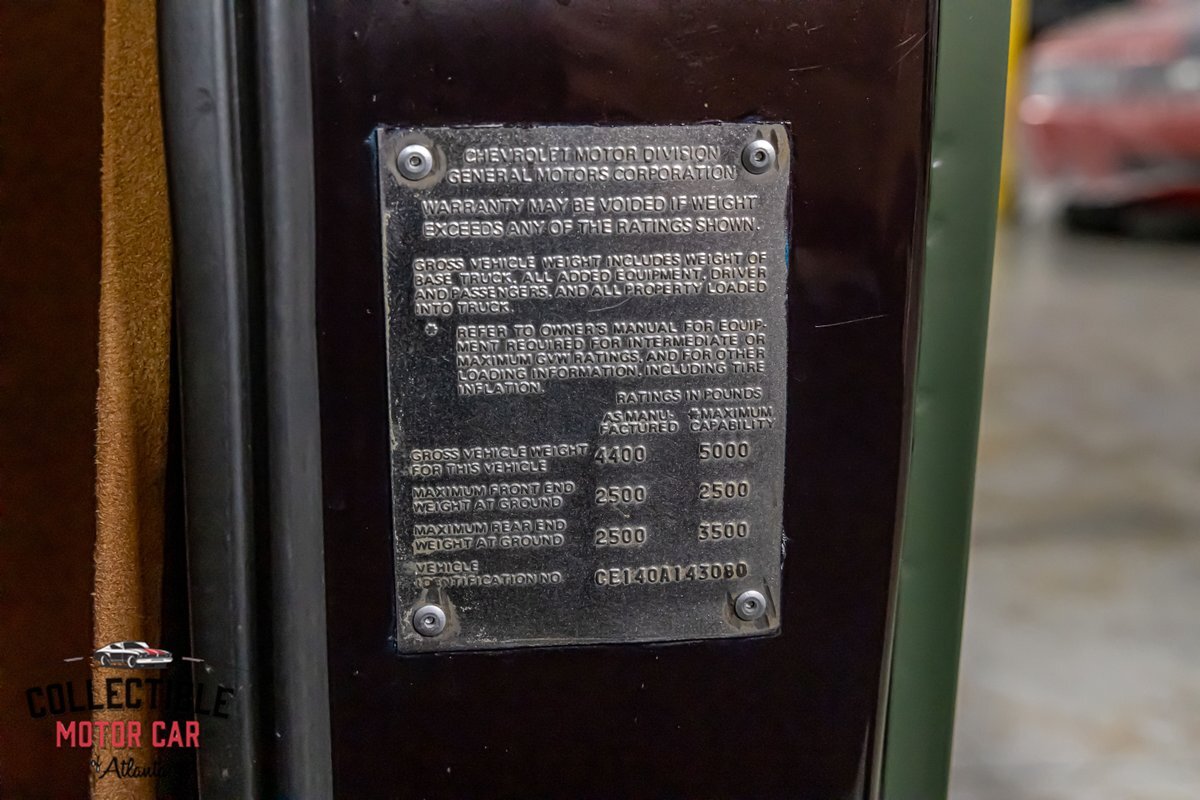 CHEVROLET MOTOR DIVISION
GENERAL MOTORS CORPORATION
WARRANTY MAY BE VOIDED IF WEIGHT
EXCEEDS ANY OF THE RATINGS SHOWN.
GROSS VEHICLE WEIGHT INCLUDES WEIGHT OF
BASE TRUCK, ALL ADDED EQUIPMENT, DRIVER
AND PASSENGERS, AND ALL PROPERTY LOADED
INTO TRUCK.
* REFER TO OWNER'S MANUAL FOR EQUIP-
MENT REQUIRED FOR INTERMEDIATE OR
MAXIMUM GVW RATINGS, AND FOR OTHER
LOADING INFORMATION, INCLUDING TIRE
INFLATION.
RATINGS IN POUNDS
AS MANU- *MAXIMUM
FACTURED CAPABILITY
GROSS VEHICLE WEIGHT 4400 5000
FOR THIS VEHICLE
MAXIMUM FRONT END 2500 2500
WEIGHT AT GROUND
MAXIMUM REAR END 2500 3500
WEIGHT AT GROUND
VEHICLE
IDENTIFICATION NO. CE140A143080
COLLECTIBLE
MOTOR CAR
of Atlanta